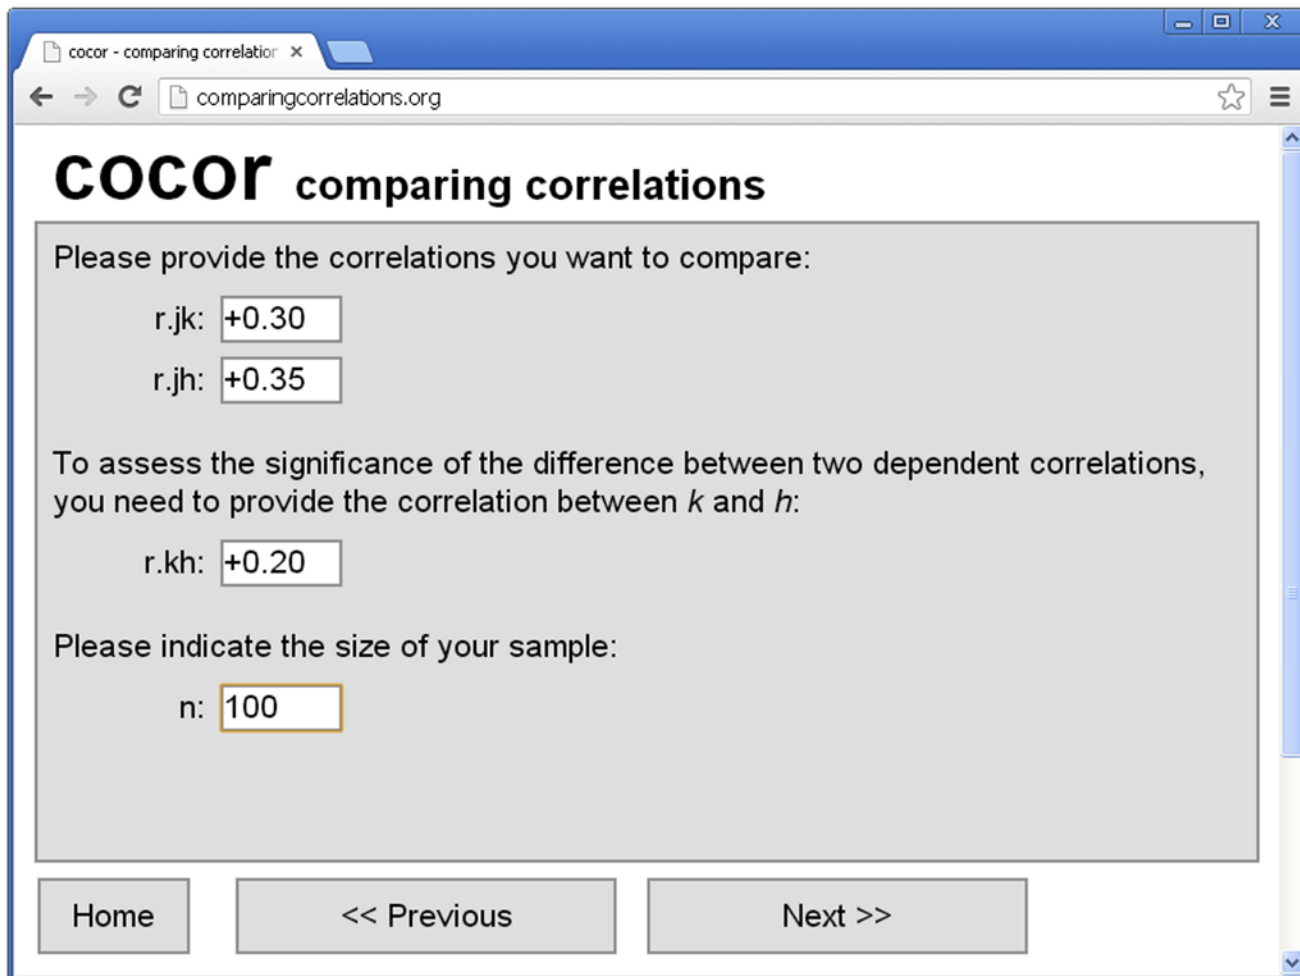 cocor - comparing correlation
comparingcorrelations.org
cocor comparing correlations
Please provide the correlations you want to compare:
r.jk: +0.30
r.jh: +0.35
To assess the significance of the difference between two dependent correlations,
you need to provide the correlation between k and h:
r.kh: +0.20
Please indicate the size of your sample:
n: 100
Home << Previous Next >>